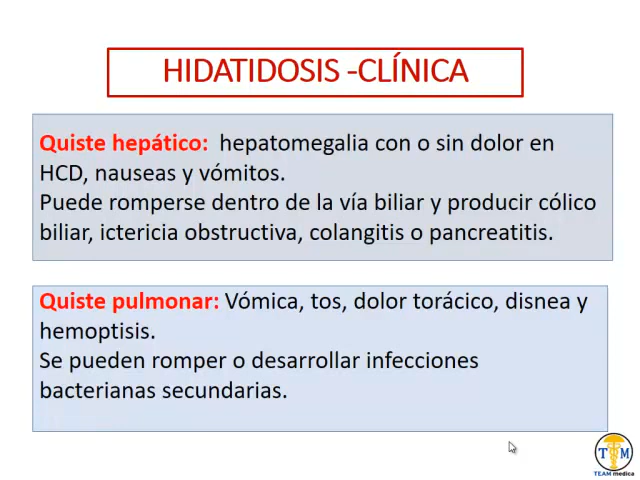 HIDATIDOSIS -CLÍNICA
Quiste hepático: hepatomegalia con o sin dolor en
HCD, nauseas y vómitos.
Puede romperse dentro de la vía biliar y producir cólico
biliar, ictericia obstructiva, colangitis o pancreatitis.
Quiste pulmonar: Vómica, tos, dolor torácico, disnea y
hemoptisis.
Se pueden romper o desarrollar infecciones
bacterianas secundarias.
T M
TEAM medica